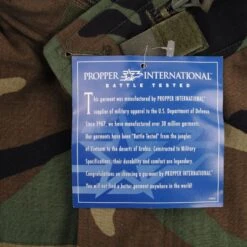 PROPPER INTERNATIONAL
BATTLE TESTED
This garment was manufactured by PROPPER INTERNATIONAL
supplier of military apparel to the U.S. Department of Defense.
Since 1967, we have manufactured over 30 million garments.
Our garments have been "Battle Tested" from the jungles
of Vietnam to the deserts of Arabia. Constructed to Military
Specifications, their durability and comfort are legendary.
Congratulations on choosing a garment by PROPPER INTERNATIONAL
You will not find a better garment anywhere in the world!